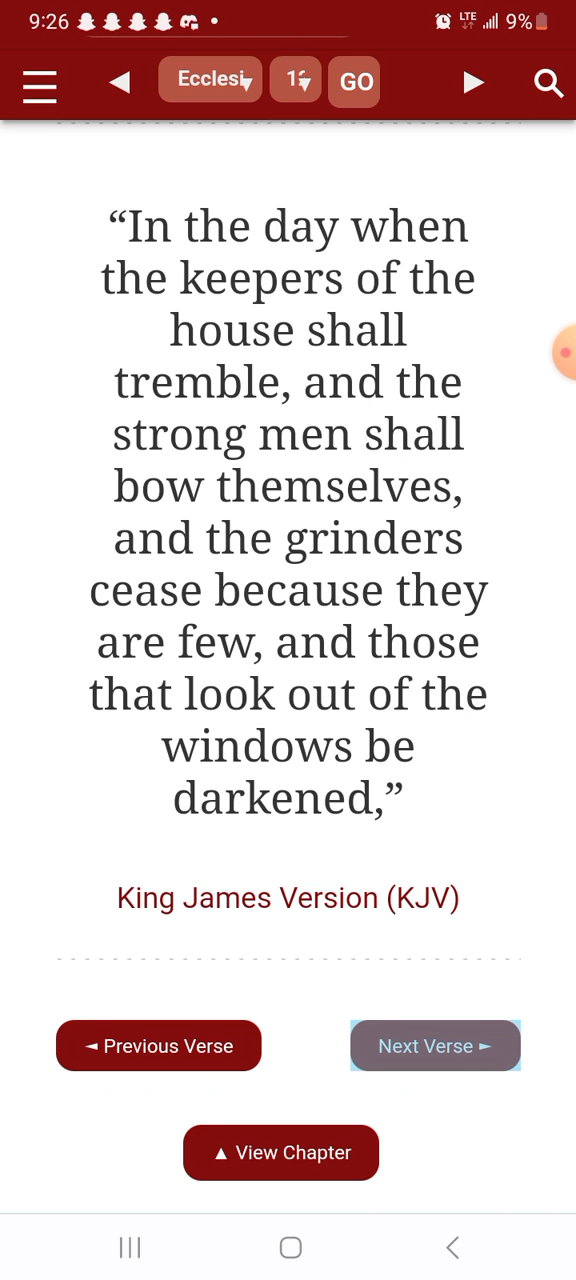 9:26
LTE
9%
Ecclesi
GO
“In the day when
the keepers of the
house shall
tremble, and the
strong men shall
bow themselves,
and the grinders
cease because they
are few, and those
that look out of the
windows be
darkened,”
King James Version (KJV)
◄ Previous Verse
Next Verse ►
▲ View Chapter